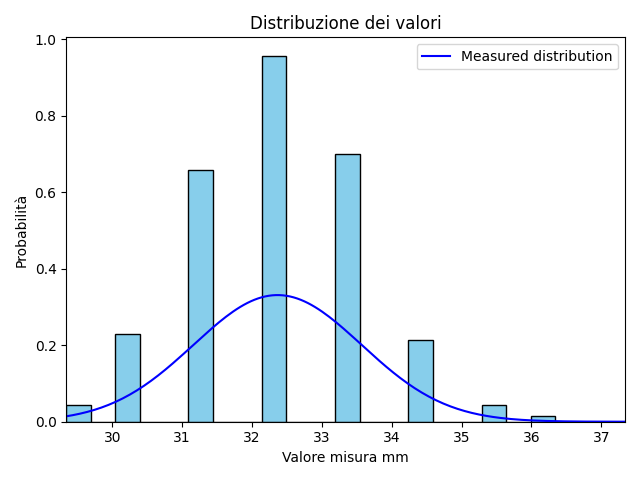 Distribuzione dei valori
Measured distribution
Probabilità
1.0
0.8
0.6
0.4
0.2
0.0
30 31 32 33 34 35 36 37
Valore misura mm